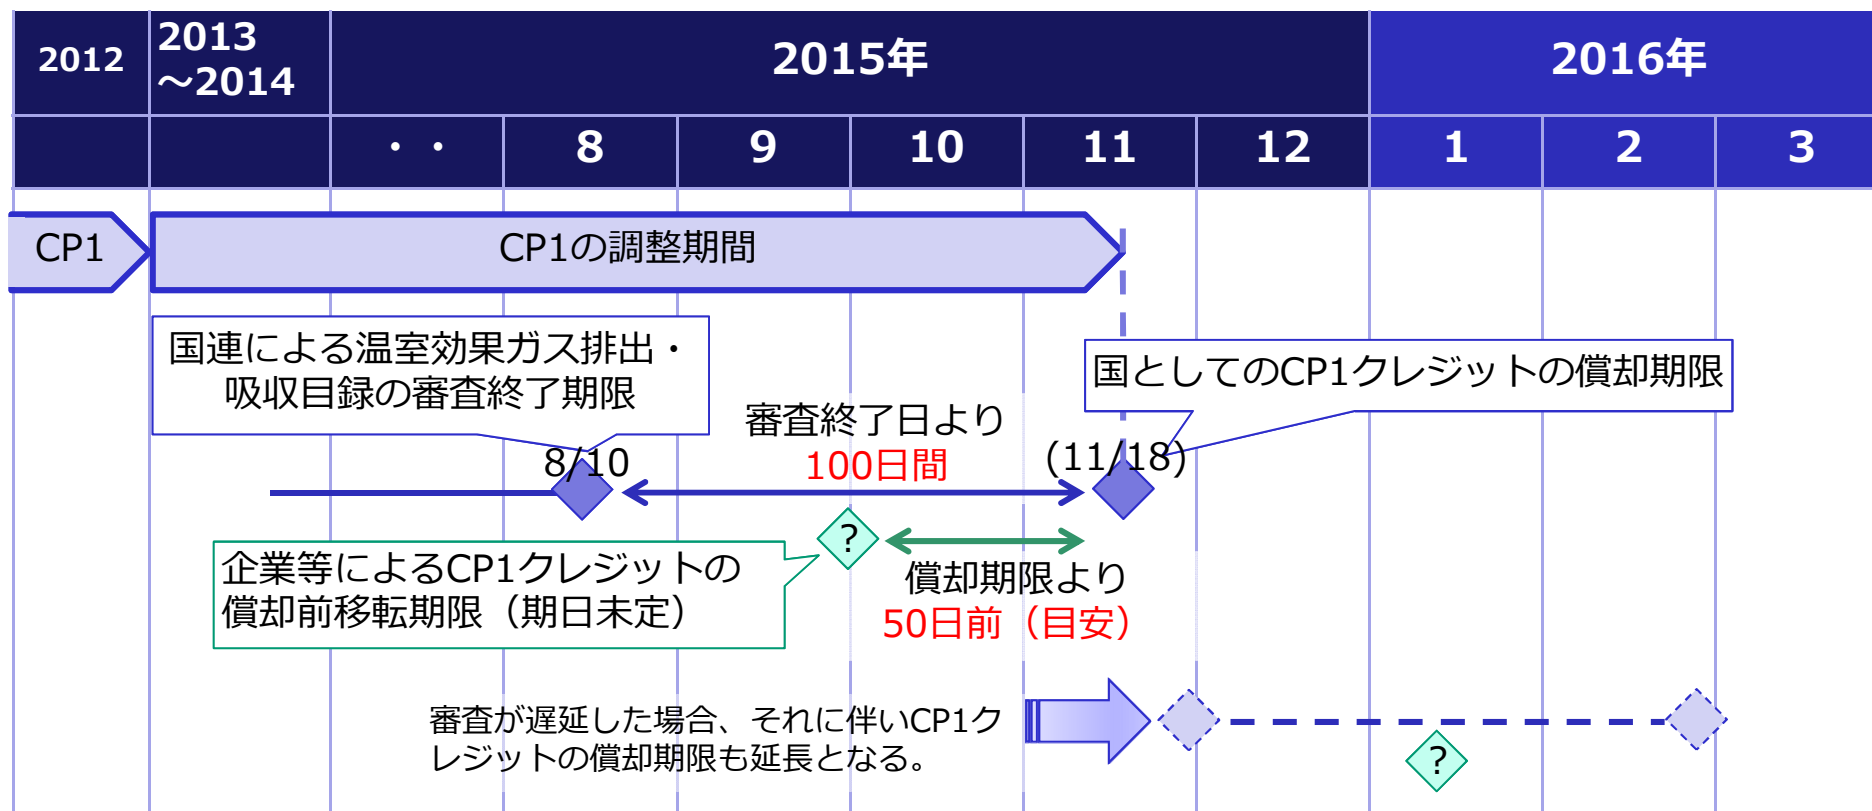 2012
2013
～2014
2015年
2016年
・・
8
9
10
11
12
1
2
3
CP1
CP1の調整期間
国連による温室効果ガス排出・
吸収目録の審査終了期限
国としてのCP1クレジットの償却期限
審査終了日より
100日間
8/10
(11/18)
?
企業等によるCP1クレジットの
償却前移転期限（期日未定）
償却期限より
50日前（目安）
審査が遅延した場合、それに伴いCP1ク
レジットの償却期限も延長となる。
?